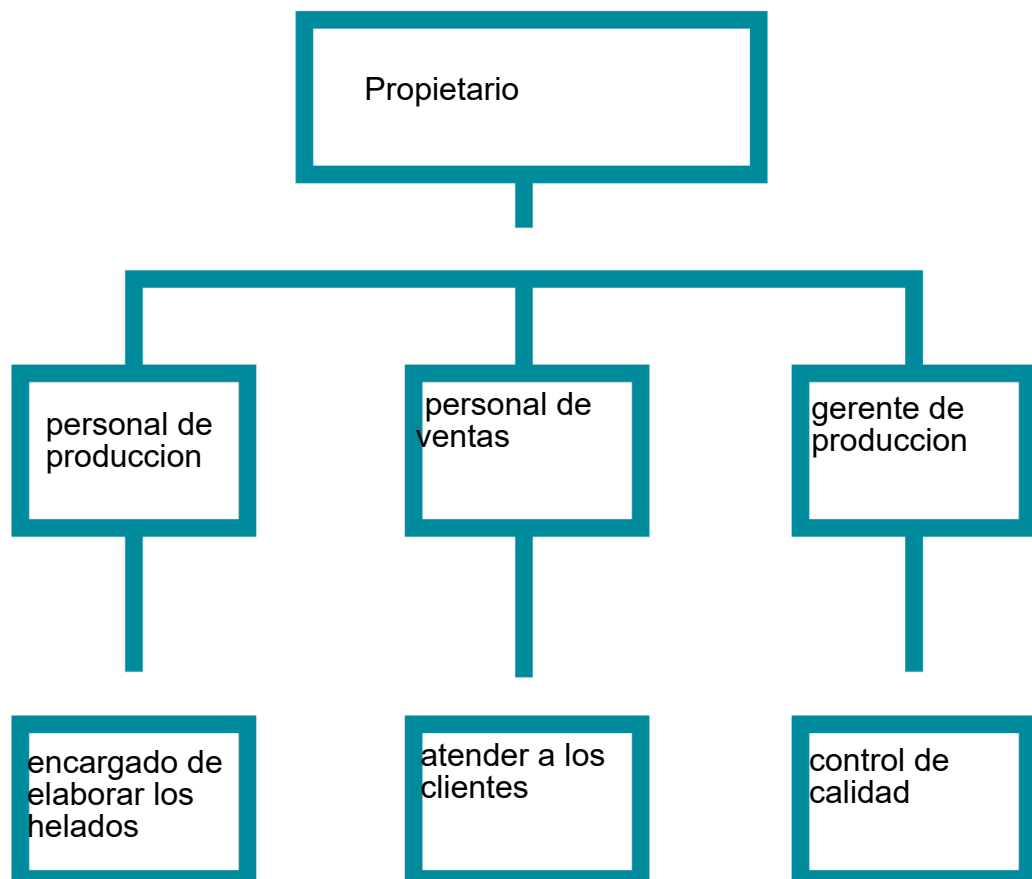 Propietario
personal de
produccion
personal de
ventas
gerente de
produccion
encargado de
elaborar los
helados
atender a los
clientes
control de
calidad